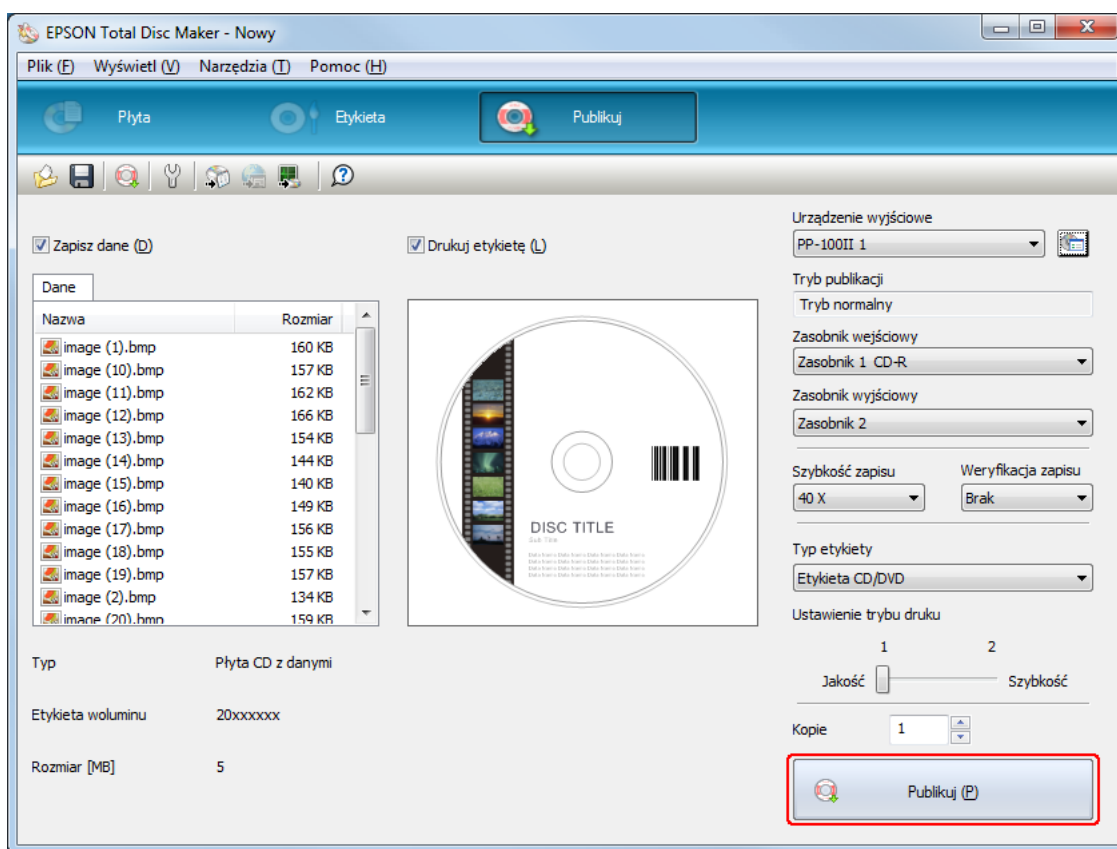 EPSON Total Disc Maker - Nowy
Plik (F) Wyświetl (V) Narzędzia (T) Pomoc (H)
Płyta Etykieta Publikuj
Zapisz dane (D)
Dane
Nazwa Rozmiar
image (1).bmp 160 KB
image (10).bmp 157 KB
image (11).bmp 162 KB
image (12).bmp 166 KB
image (13).bmp 154 KB
image (14).bmp 144 KB
image (15).bmp 140 KB
image (16).bmp 149 KB
image (17).bmp 156 KB
image (18).bmp 155 KB
image (19).bmp 157 KB
image (2).bmp 134 KB
image (20).bmp 159 KB
Typ Płyta CD z danymi
Etykieta woluminu 20xxxxxx
Rozmiar [MB] 5
Drukuj etykietę (L)
DISC TITLE
Sub Title
Urządzenie wyjściowe
PP-100II 1
Tryb publikacji
Tryb normalny
Zasobnik wejściowy
Zasobnik 1 CD-R
Zasobnik wyjściowy
Zasobnik 2
Szybkość zapisu Weryfikacja zapisu
40 X Brak
Typ etykiety
Etykieta CD/DVD
Ustawienie trybu druku
1 2
Jakość Szybkość
Kopie 1
Publikuj (P)